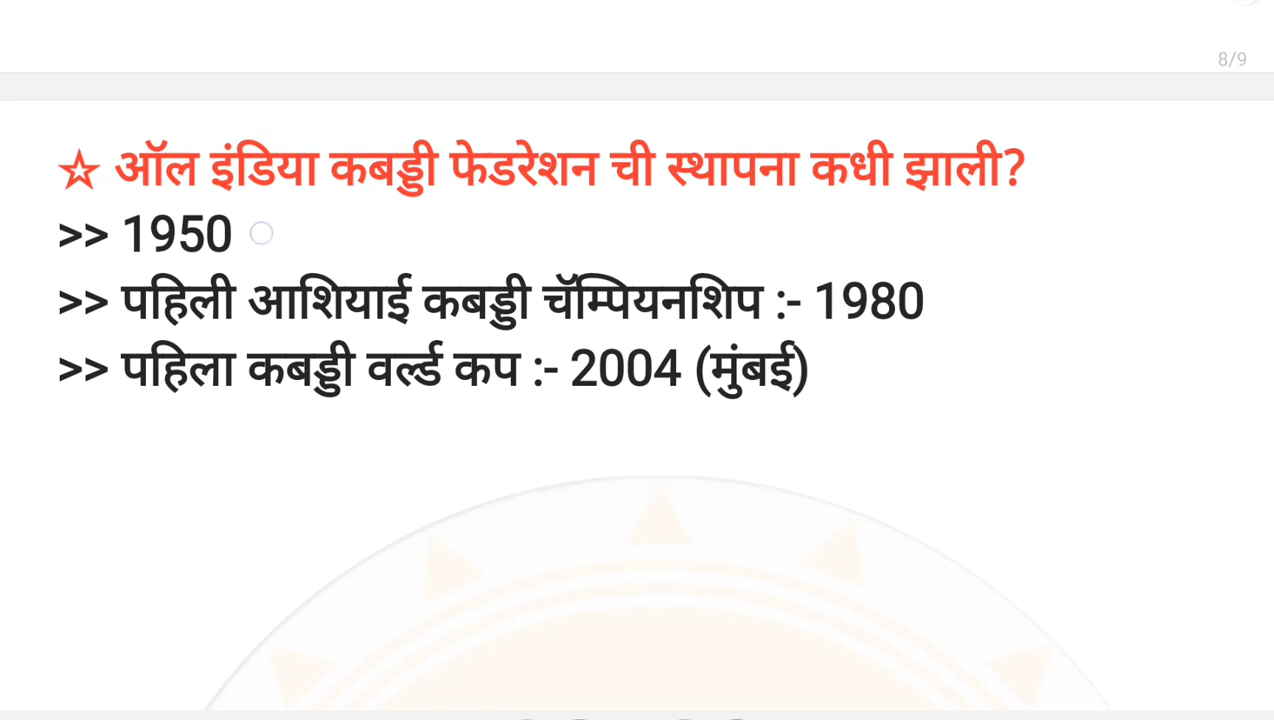 8/9
☆ ऑल इंडिया कबड्डी फेडरेशन ची स्थापना कधी झाली?
>> 1950
>> पहिली आशियाई कबड्डी चॅम्पियनशिप :- 1980
>> पहिला कबड्डी वर्ल्ड कप :- 2004 (मुंबई)